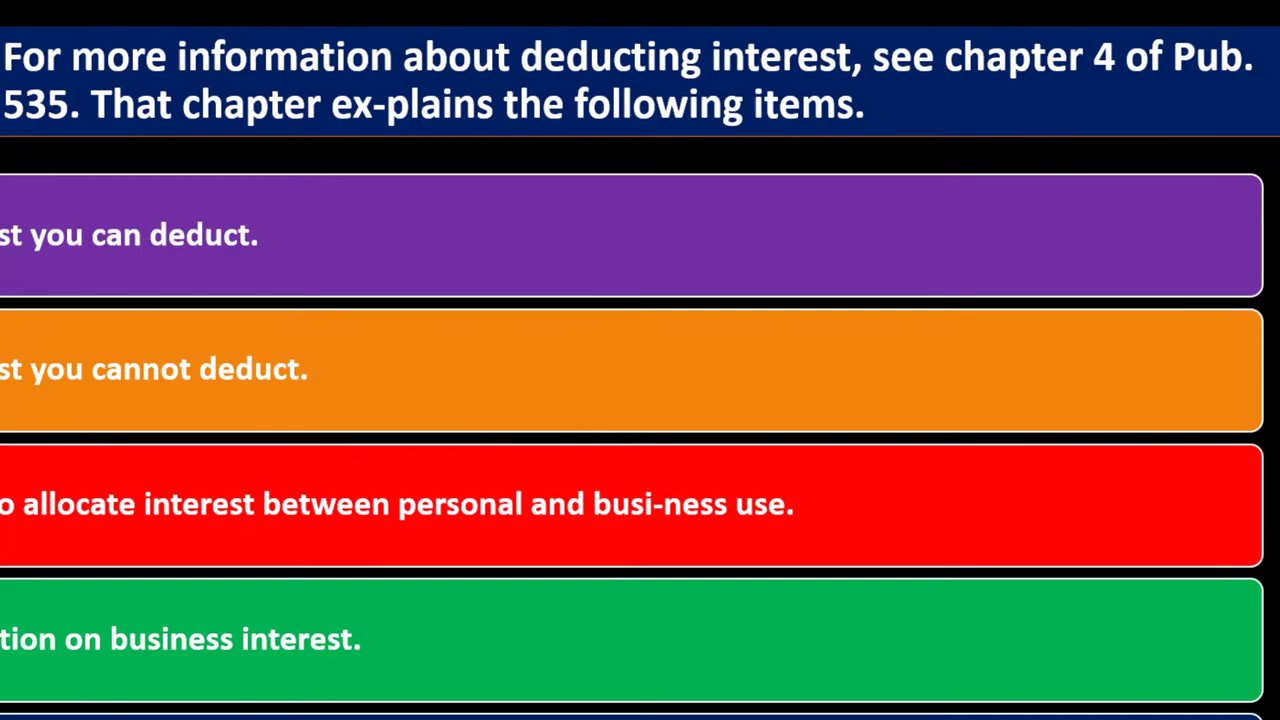 For more information about deducting interest, see chapter 4 of Pub.
535. That chapter ex-plains the following items.
st you can deduct.
st you cannot deduct.
o allocate interest between personal and busi-ness use.
tion on business interest.